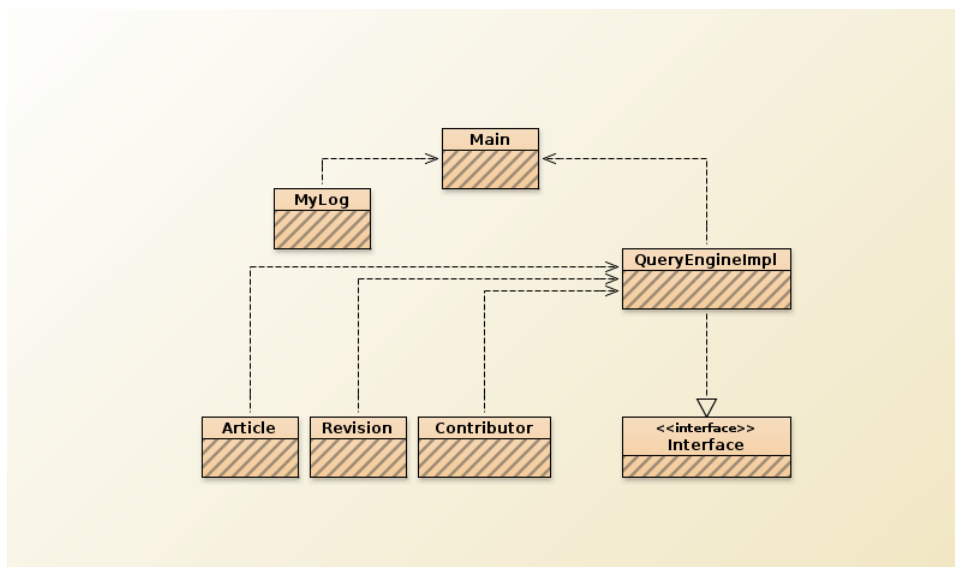 Main
MyLog
QueryEngineImpl
Article
Revision
Contributor
<<interface>>
Interface